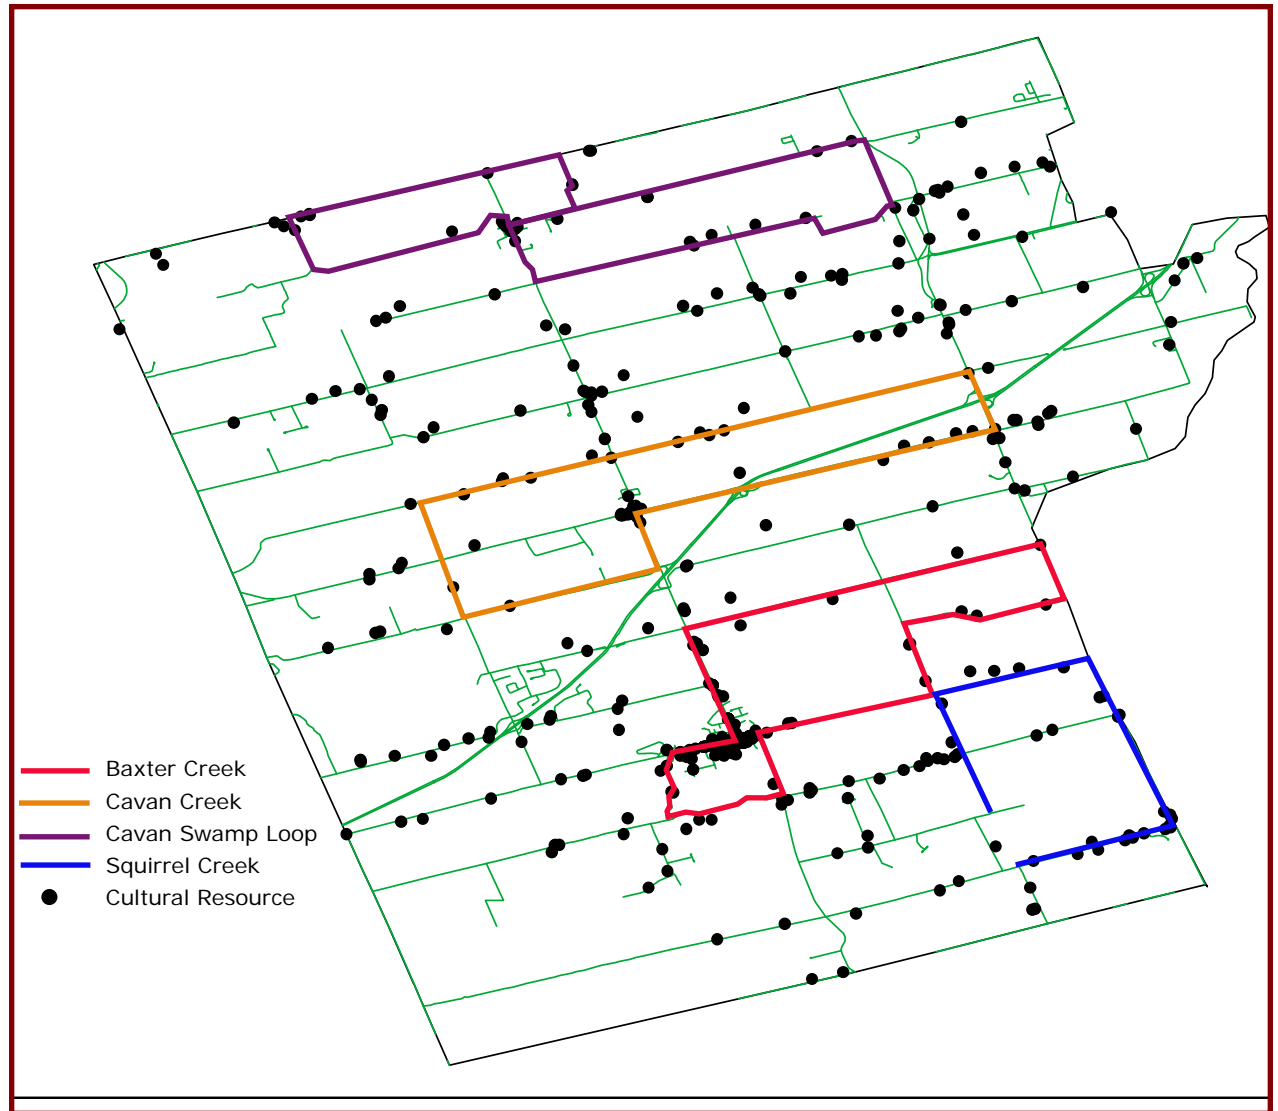 Baxter Creek
Cavan Creek
Cavan Swamp Loop
Squirrel Creek
Cultural Resource